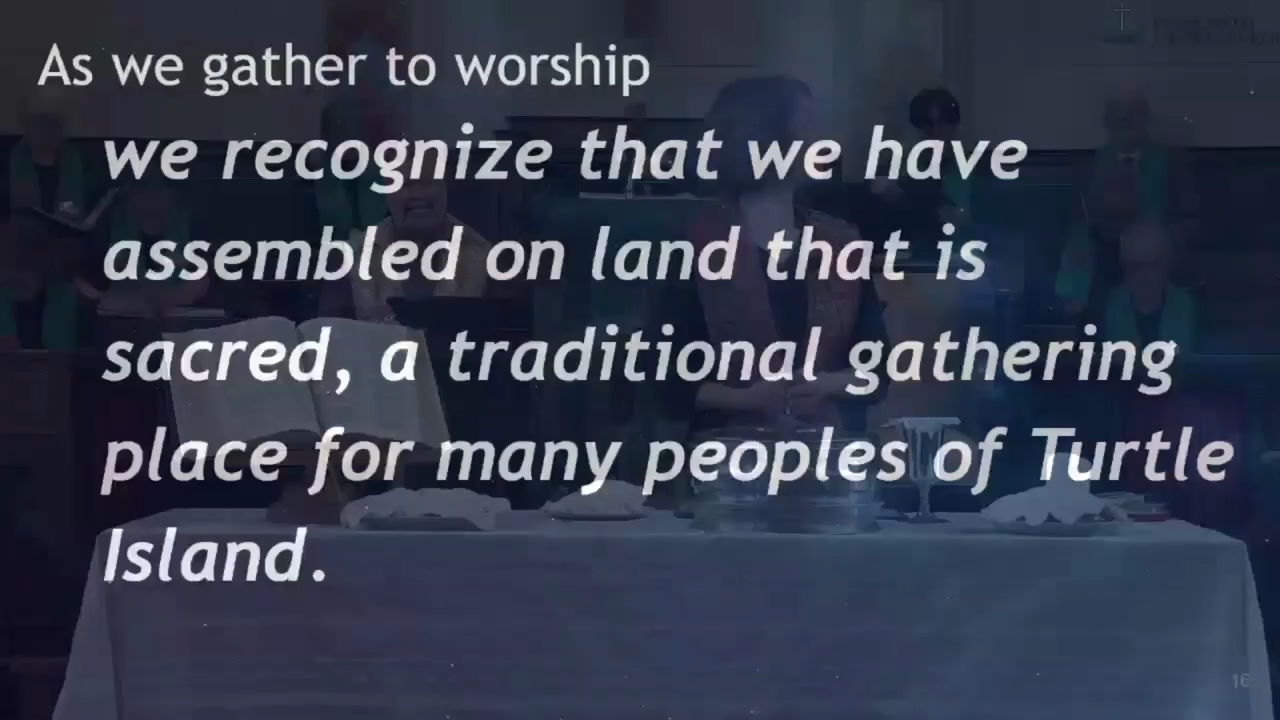 As we gather to worship
we recognize that we have
assembled on land that is
sacred, a traditional gathering
place for many peoples of Turtle
Island.
16